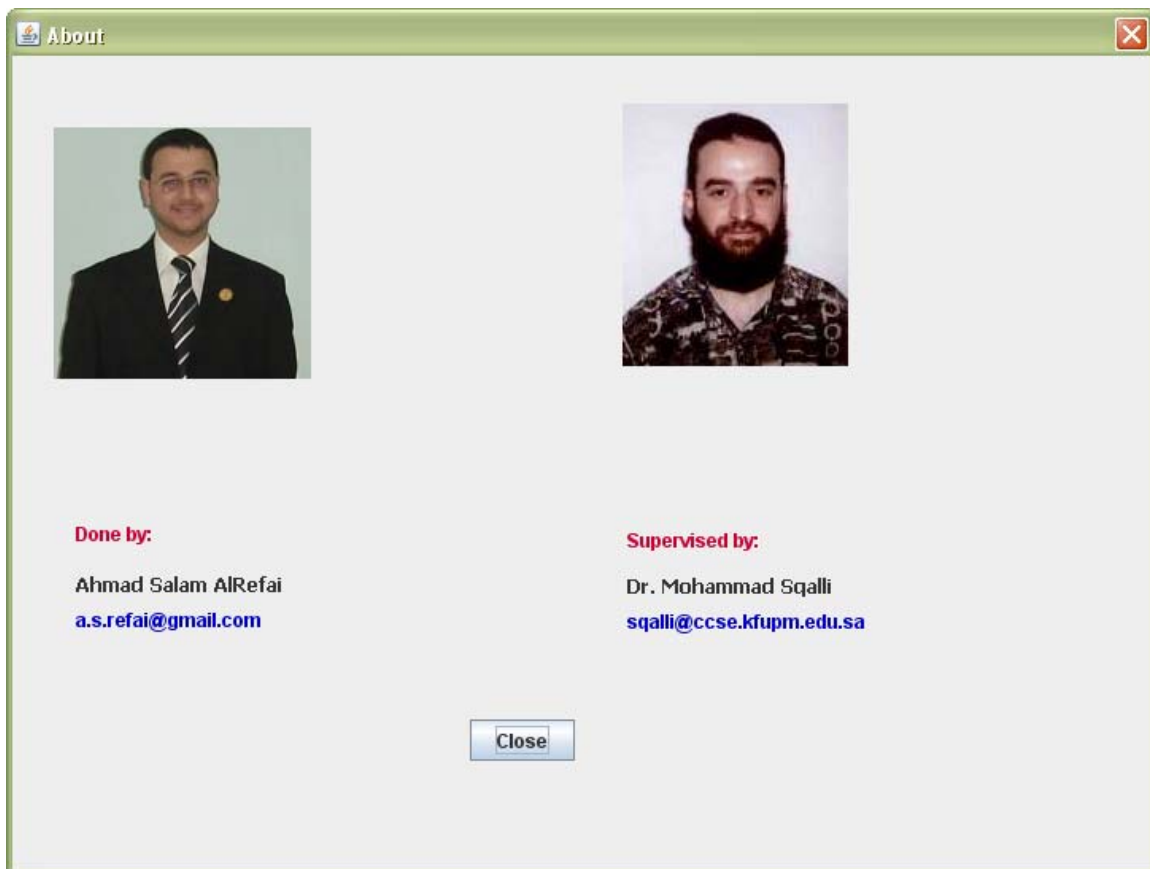 About
Done by:
Ahmad Salam AlRefai
a.s.refai@gmail.com
Supervised by:
Dr. Mohammad Sqalli
sqalli@ccse.kfupm.edu.sa
Close